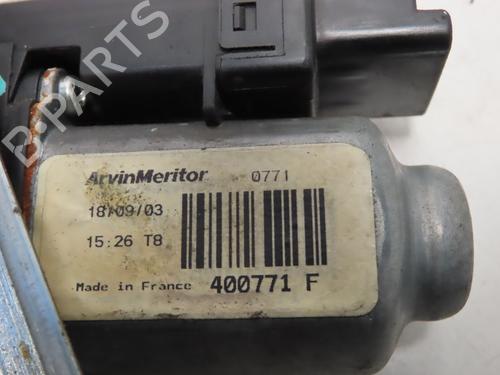 B-PARTS
ArvinMeritor 0771
18/09/03
15:26 T8
Made in France 400771 F